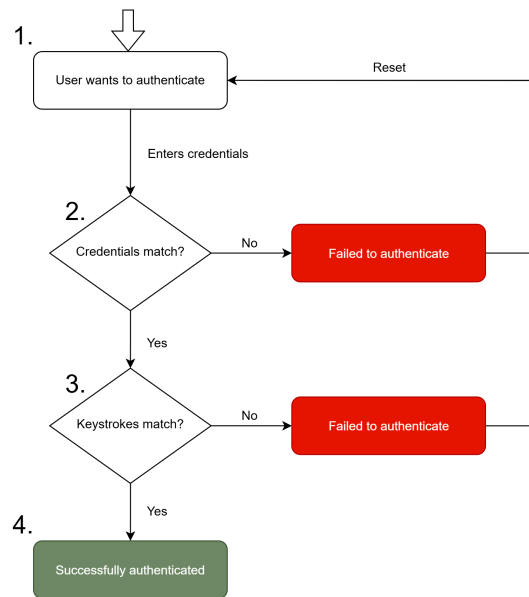 1.
User wants to authenticate
Reset
Enters credentials
2.
Credentials match?
No
Failed to authenticate
Yes
3.
Keystrokes match?
No
Failed to authenticate
Yes
4.
Successfully authenticated